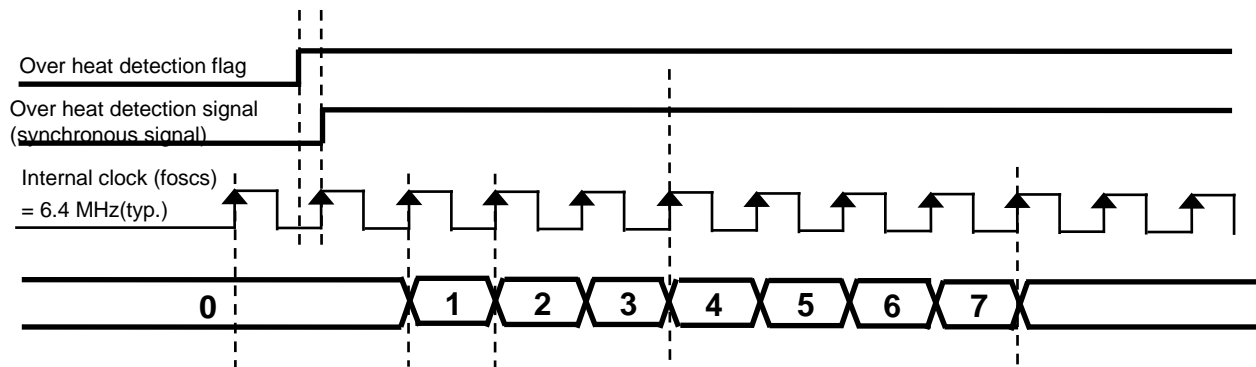 Over heat detection flag
Over heat detection signal
(synchronous signal)
Internal clock (foscs)
= 6.4 MHz(typ.)
0 1 2 3 4 5 6 7